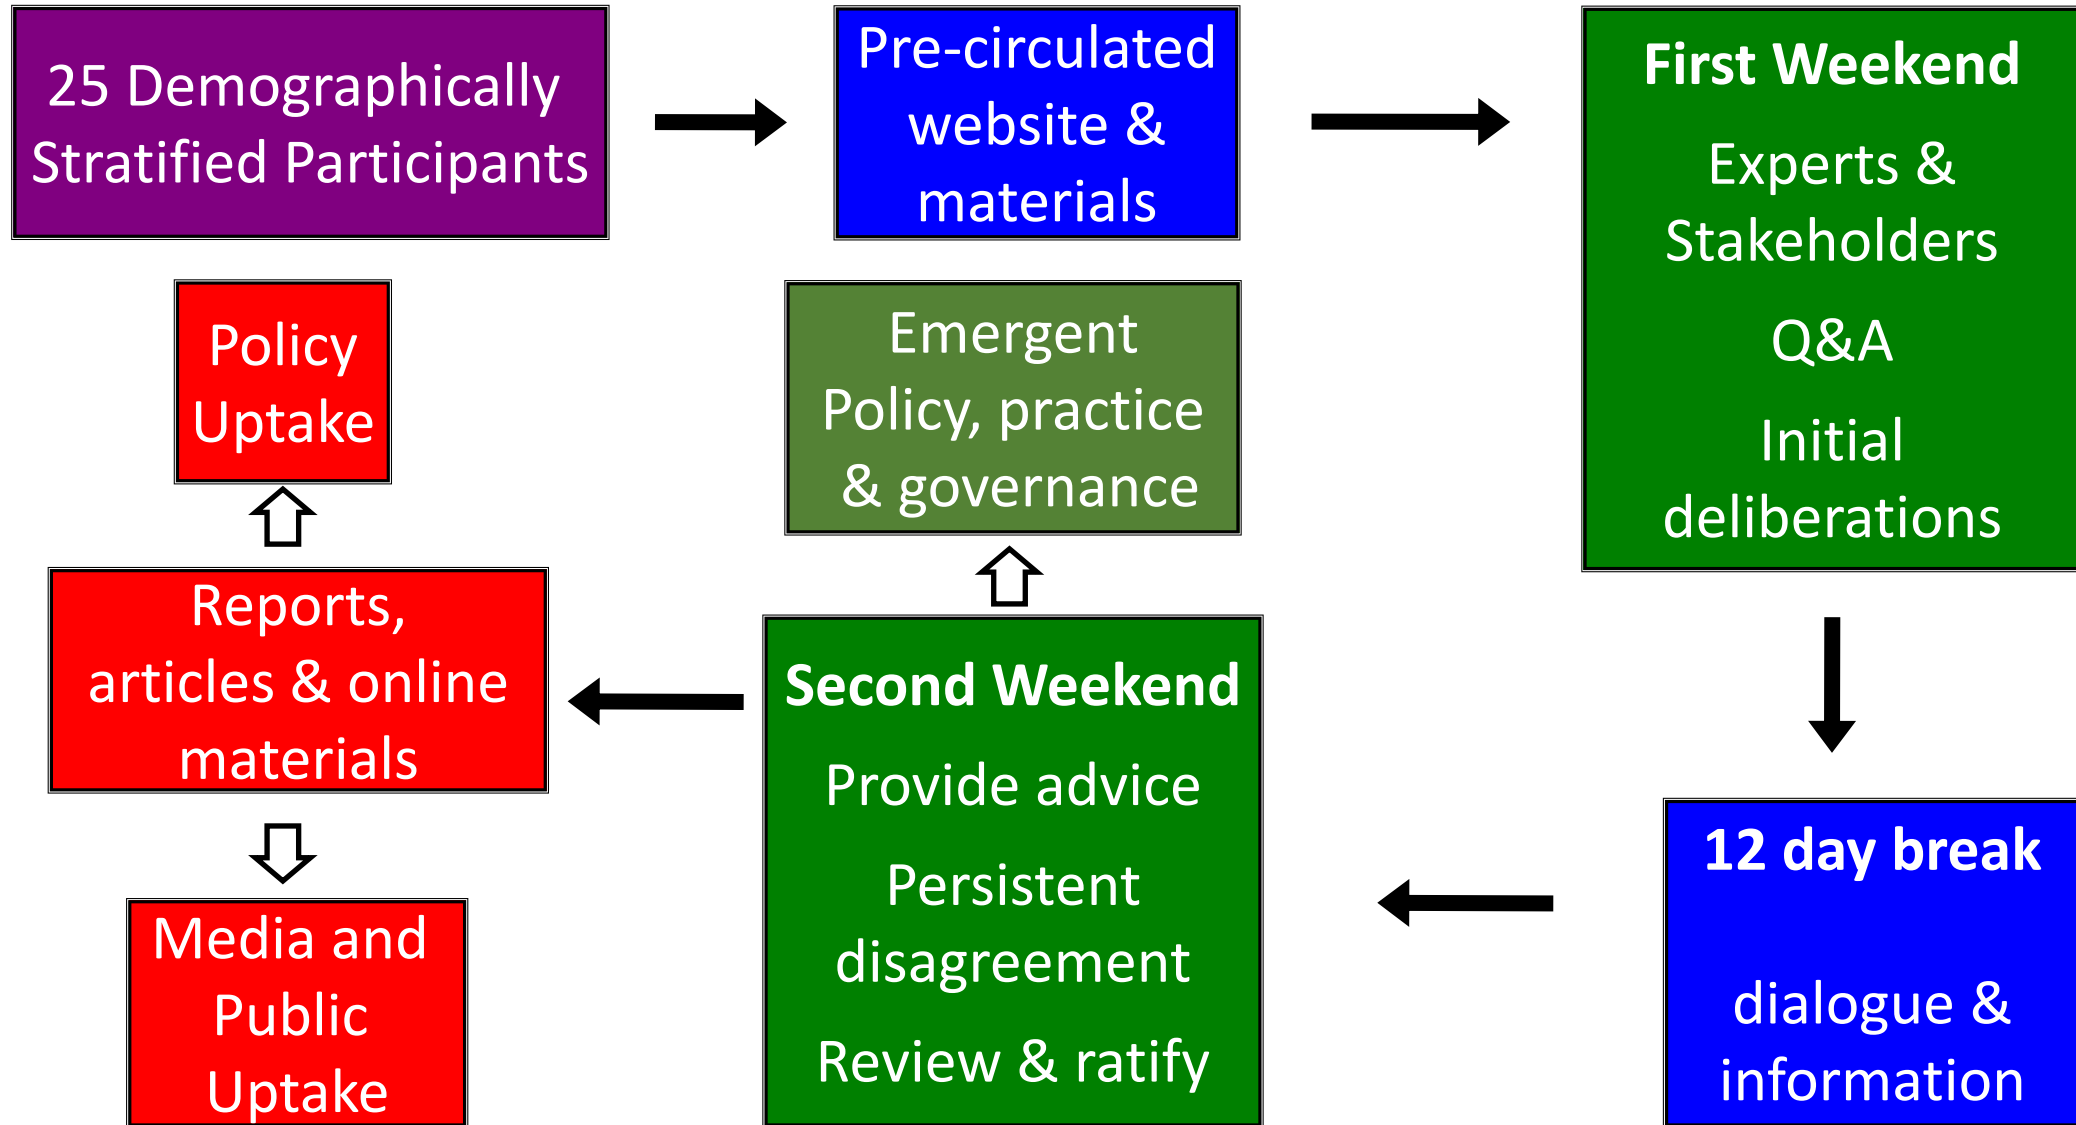 25 Demographically
Stratified Participants
Pre-circulated
website &
materials
First Weekend
Experts &
Stakeholders
Q&A
Initial
deliberations
12 day break
dialogue &
information
Second Weekend
Provide advice
Persistent
disagreement
Review & ratify
Emergent
Policy, practice
& governance
Reports,
articles & online
materials
Policy
Uptake
Media and
Public
Uptake